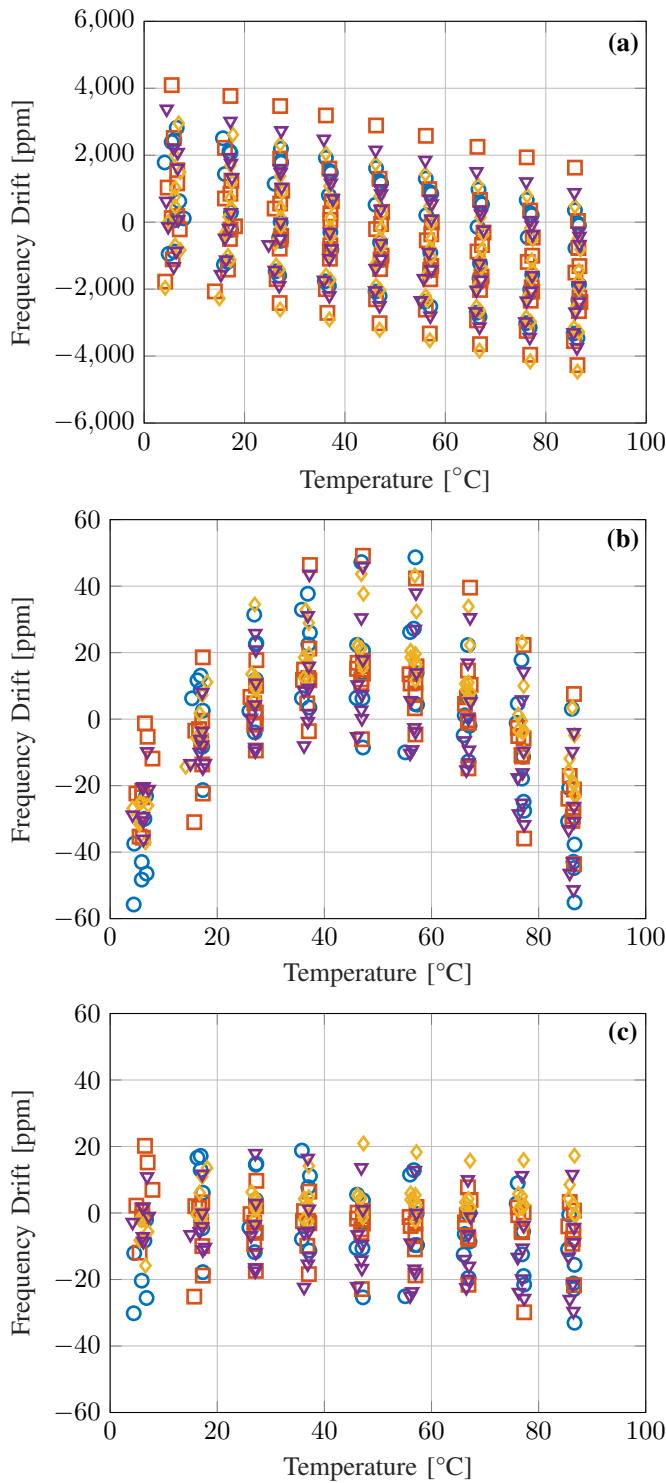 6,000
4,000
2,000
0
−2,000
−4,000
−6,000
Frequency Drift [ppm]
(a)
0 20 40 60 80 100
Temperature [°C]
60
40
20
0
−20
−40
−60
Frequency Drift [ppm]
(b)
0 20 40 60 80 100
Temperature [°C]
60
40
20
0
−20
−40
−60
Frequency Drift [ppm]
(c)
0 20 40 60 80 100
Temperature [°C]